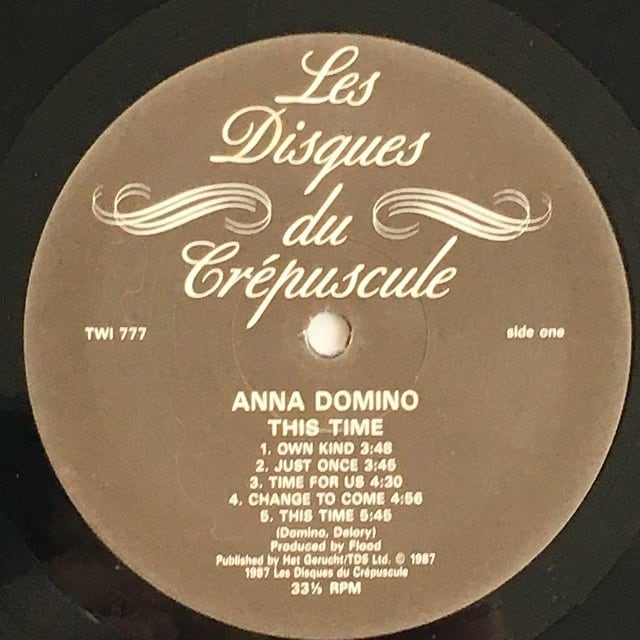 Les
Disques
du
Crépuscule
TWI 777
side one
ANNA DOMINO
THIS TIME
1. OWN KIND 3:48
2. JUST ONCE 3:45
3. TIME FOR US 4:30
4. CHANGE TO COME 4:56
5. THIS TIME 5:45
(Domino, Delory)
Produced by Flood
Published by Het Gerucht/TDS Ltd. © 1987
1987 Les Disques du Crépuscule
33⅓ RPM